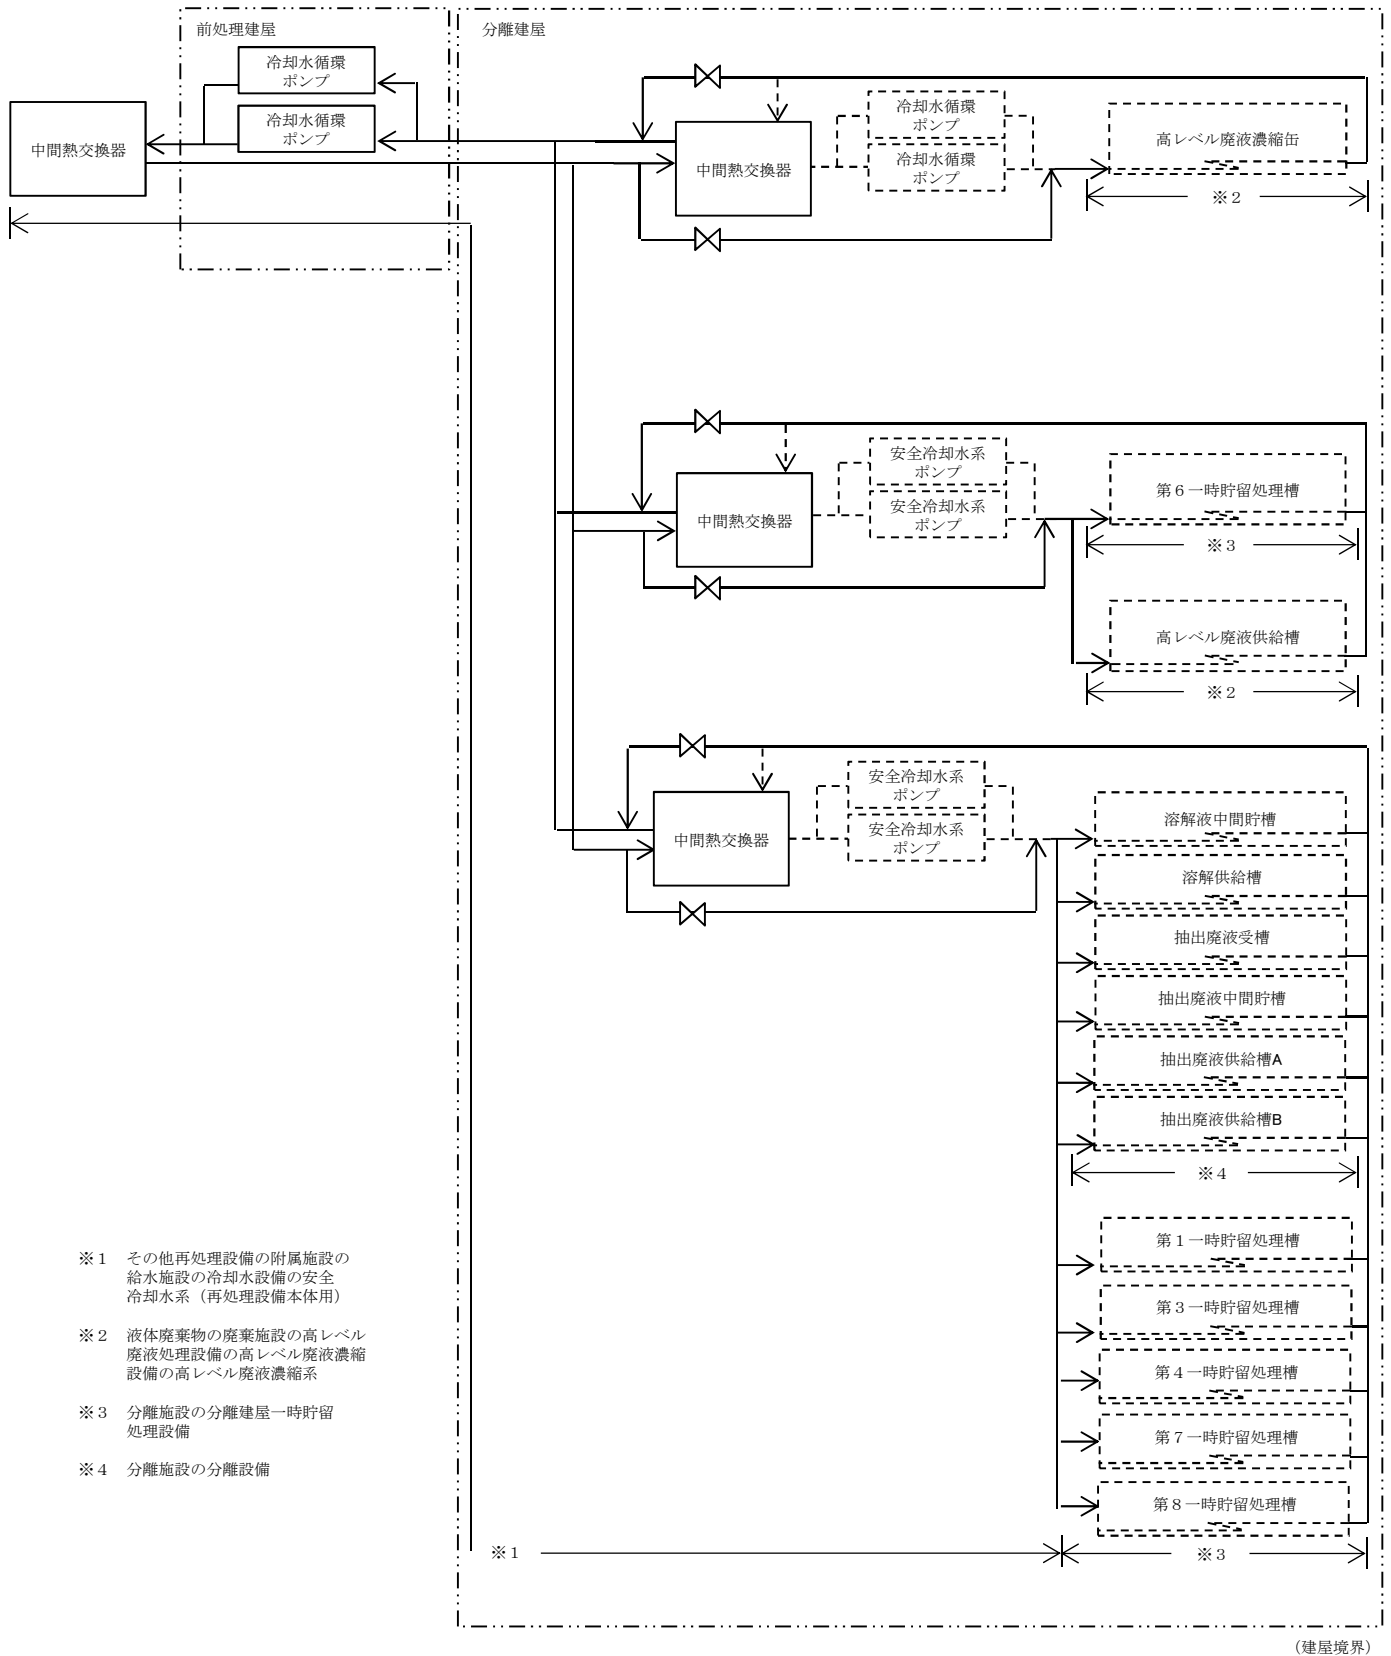 前処理建屋
分離建屋
冷却水循環
ポンプ
冷却水循環
ポンプ
中間熱交換器
中間熱交換器
冷却水循環
ポンプ
冷却水循環
ポンプ
高レベル廃液濃縮缶
※2
中間熱交換器
安全冷却水系
ポンプ
安全冷却水系
ポンプ
第6一時貯留処理槽
※3
高レベル廃液供給槽
※2
中間熱交換器
安全冷却水系
ポンプ
安全冷却水系
ポンプ
溶解液中間貯槽
溶解供給槽
抽出廃液受槽
抽出廃液中間貯槽
抽出廃液供給槽A
抽出廃液供給槽B
※4
第1一時貯留処理槽
第3一時貯留処理槽
第4一時貯留処理槽
第7一時貯留処理槽
第8一時貯留処理槽
※1
※3
※1 その他再処理設備の附属施設の
給水施設の冷却水設備の安全
冷却水系（再処理設備本体用）
※2 液体廃棄物の廃棄施設の高レベル
廃液処理設備の高レベル廃液濃縮
設備の高レベル廃液濃縮系
※3 分離施設の分離建屋一時貯留
処理設備
※4 分離施設の分離設備
（建屋境界）